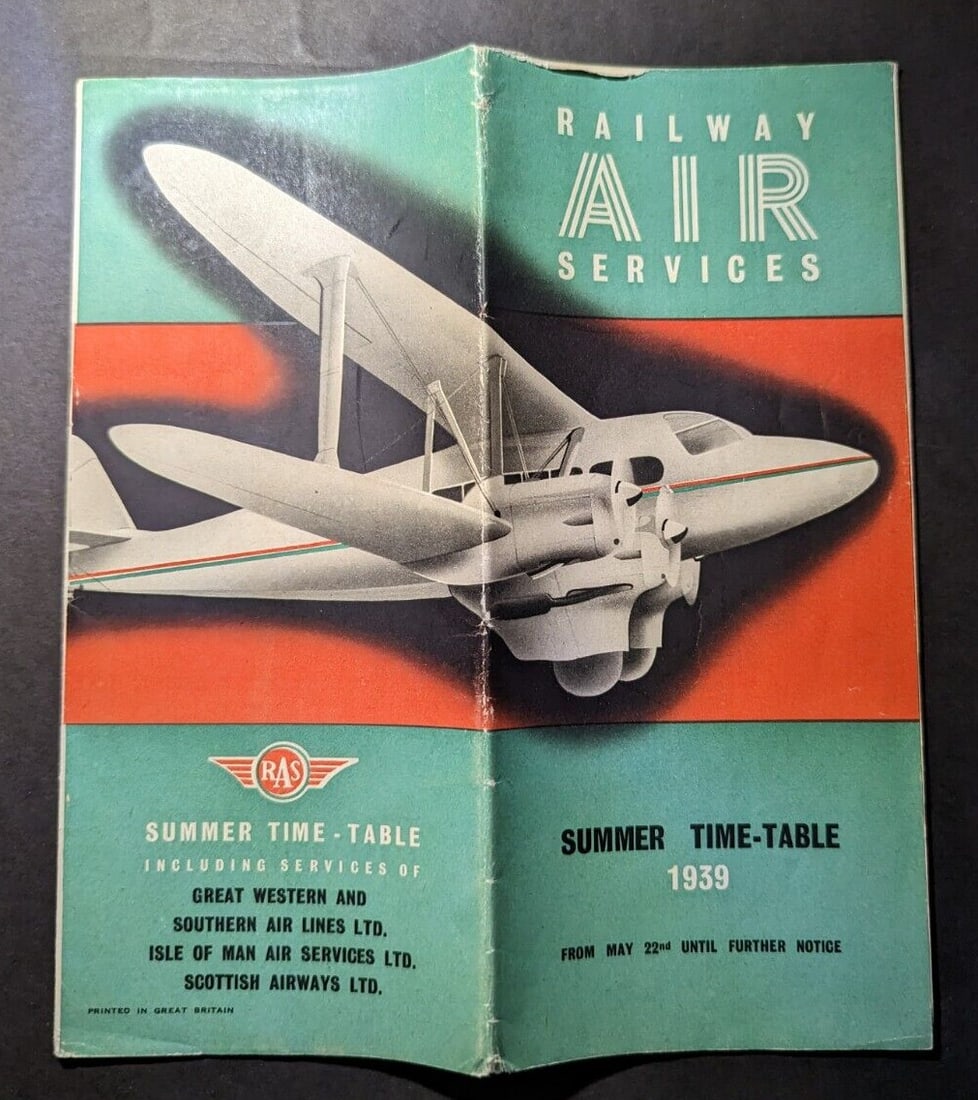 RAILWAY
AIR
SERVICES
SUMMER TIME-TABLE
1939
FROM MAY 22nd UNTIL FURTHER NOTICE
RAS
SUMMER TIME-TABLE
INCLUDING SERVICES OF
GREAT WESTERN AND
SOUTHERN AIR LINES LTD.
ISLE OF MAN AIR SERVICES LTD.
SCOTTISH AIRWAYS LTD.
PRINTED IN GREAT BRITAIN